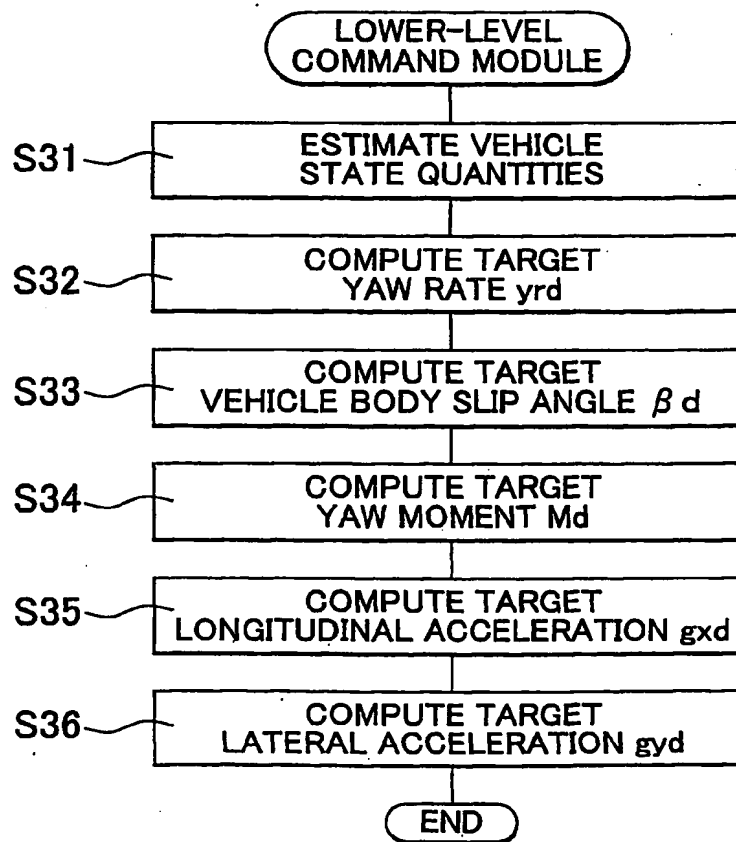 LOWER-LEVEL
COMMAND MODULE
S31
ESTIMATE VEHICLE
STATE QUANTITIES
S32
COMPUTE TARGET
YAW RATE yrd
S33
COMPUTE TARGET
VEHICLE BODY SLIP ANGLE β d
S34
COMPUTE TARGET
YAW MOMENT Md
S35
COMPUTE TARGET
LONGITUDINAL ACCELERATION gxd
S36
COMPUTE TARGET
LATERAL ACCELERATION gyd
END